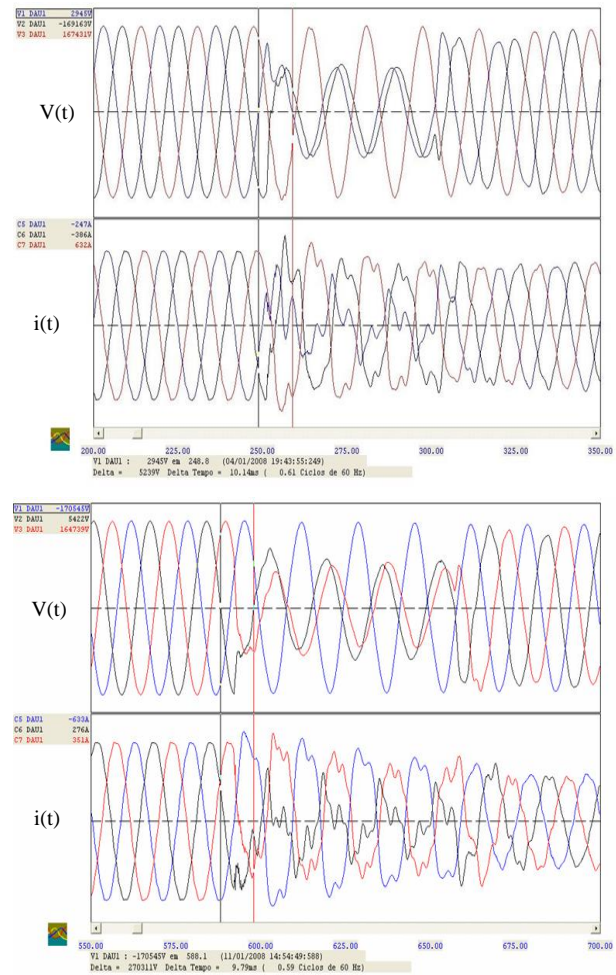 V1 DAU1 2945V
V2 DAU1 -169163V
V3 DAU1 167431V
V(t)
C5 DAU1 -247A
C6 DAU1 -386A
C7 DAU1 632A
i(t)
200.00 225.00 250.00 275.00 300.00 325.00 350.00
V1 DAU1 : 2945V em 248.8 (04/01/2008 19:43:55:249)
Delta = 5239V Delta Tempo = 10.14ms ( 0.61 Ciclos de 60 Hz)
V1 DAU1 -170545V
V2 DAU1 5422V
V3 DAU1 164739V
V(t)
C5 DAU1 -633A
C6 DAU1 276A
C7 DAU1 351A
i(t)
550.00 575.00 600.00 625.00 650.00 675.00 700.00
V1 DAU1 : -170545V em 588.1 (11/01/2008 14:54:49:588)
Delta = 270311V Delta Tempo = 9.79ms ( 0.59 Ciclos de 60 Hz)